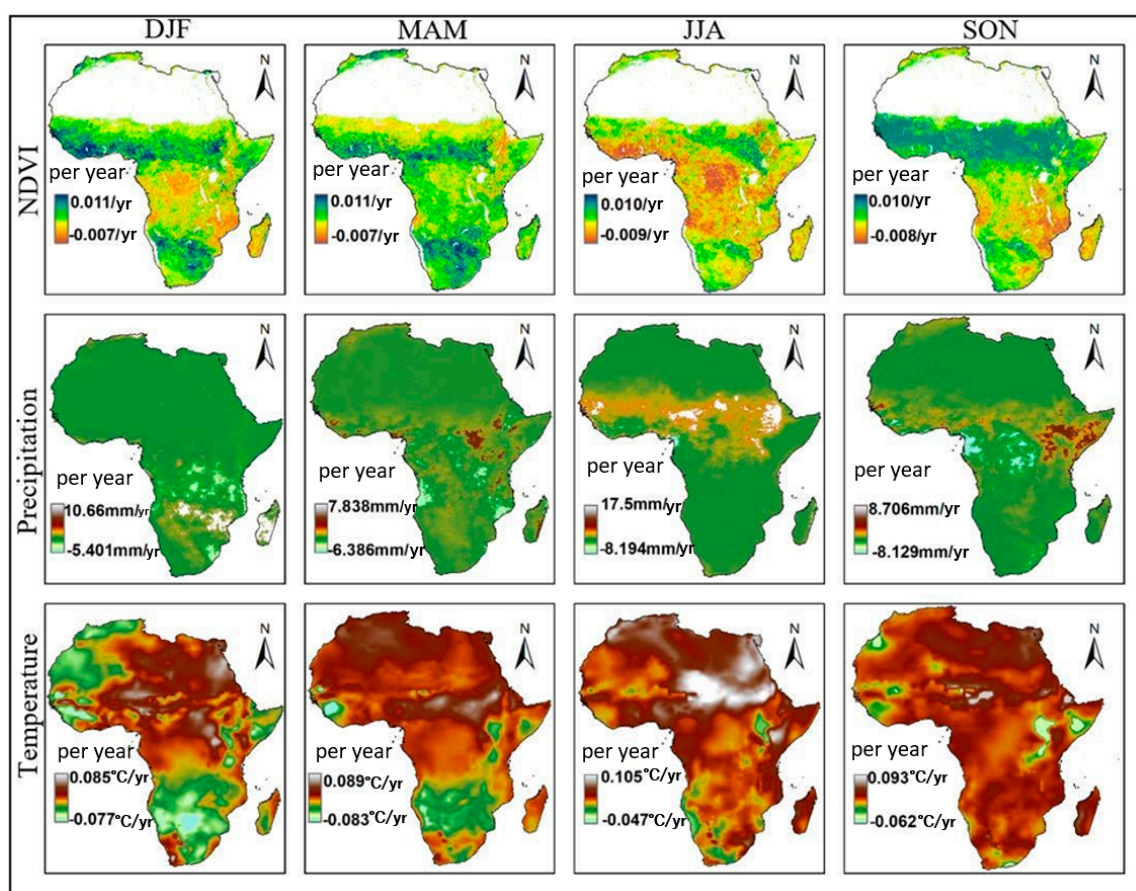 DJF MAM JJA SON
NDVI
N N N N
per year per year per year per year
0.011/yr 0.011/yr 0.010/yr 0.010/yr
-0.007/yr -0.007/yr -0.009/yr -0.008/yr
Precipitation
N N N N
per year per year per year per year
10.66mm/yr 7.838mm/yr 17.5mm/yr 8.706mm/yr
-5.401mm/yr -6.386mm/yr -8.194mm/yr -8.129mm/yr
Temperature
N N N N
per year per year per year per year
0.085°C/yr 0.089°C/yr 0.105°C/yr 0.093°C/yr
-0.077°C/yr -0.083°C/yr -0.047°C/yr -0.062°C/yr